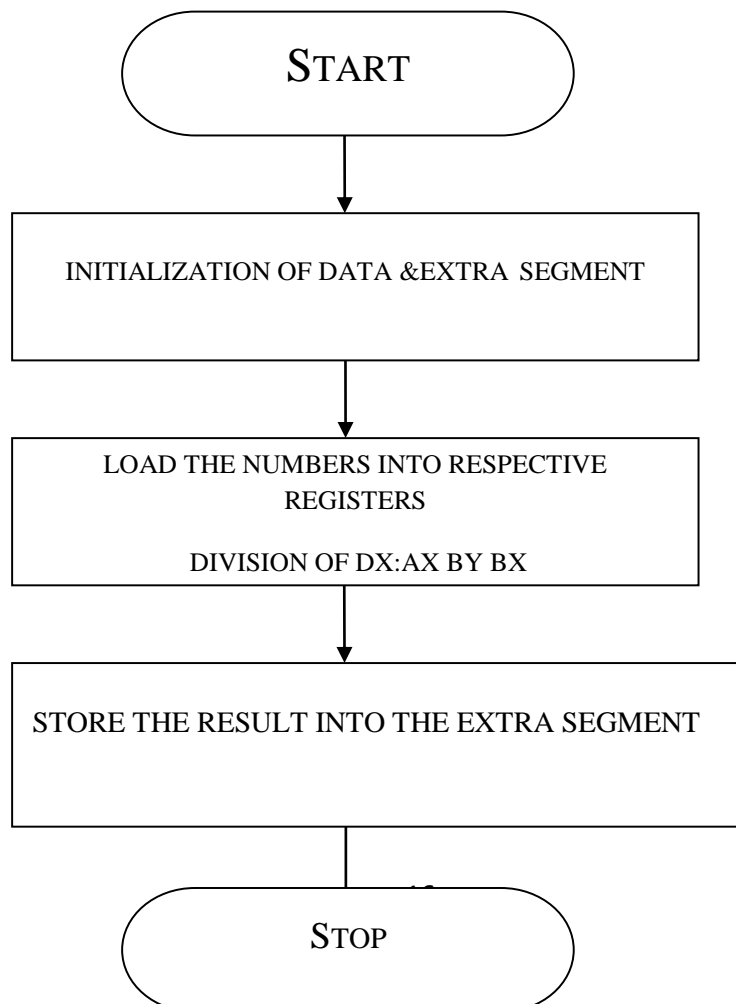 START
INITIALIZATION OF DATA &EXTRA SEGMENT
LOAD THE NUMBERS INTO RESPECTIVE
REGISTERS
DIVISION OF DX:AX BY BX
STORE THE RESULT INTO THE EXTRA SEGMENT
STOP